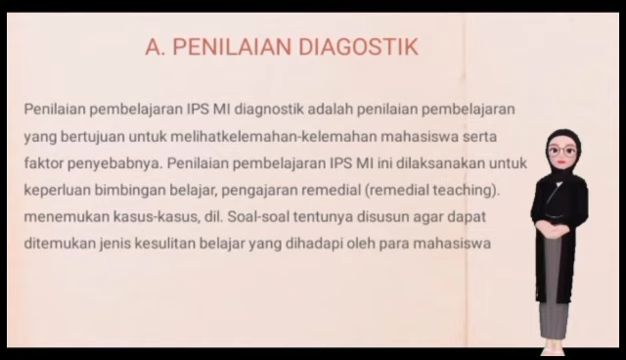 A. PENILAIAN DIAGOSTIK
Penilaian pembelajaran IPS MI diagnostik adalah penilaian pembelajaran
yang bertujuan untuk melihatkelemahan-kelemahan mahasiswa serta
faktor penyebabnya. Penilaian pembelajaran IPS MI ini dilaksanakan untuk
keperluan bimbingan belajar, pengajaran remedial (remedial teaching).
menemukan kasus-kasus, dil. Soal-soal tentunya disusun agar dapat
ditemukan jenis kesulitan belajar yang dihadapi oleh para mahasiswa